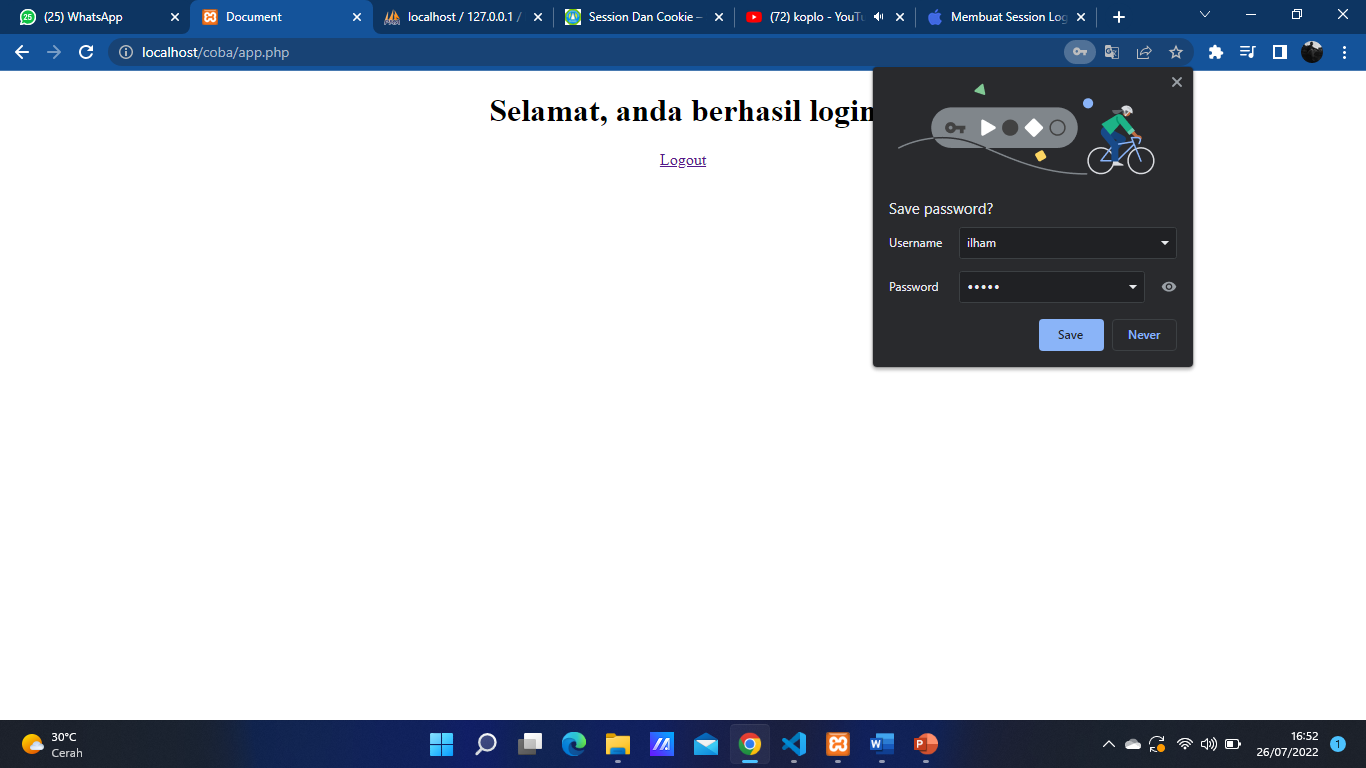 (25) WhatsApp
Document
localhost / 127.0.0.1 /
Session Dan Cookie –
(72) koplo - YouTu
Membuat Session Log
localhost/coba/app.php
Selamat, anda berhasil login
Logout
Save password?
Username
ilham
Password
•••••
Save
Never
30°C
Cerah
16:52
26/07/2022
1